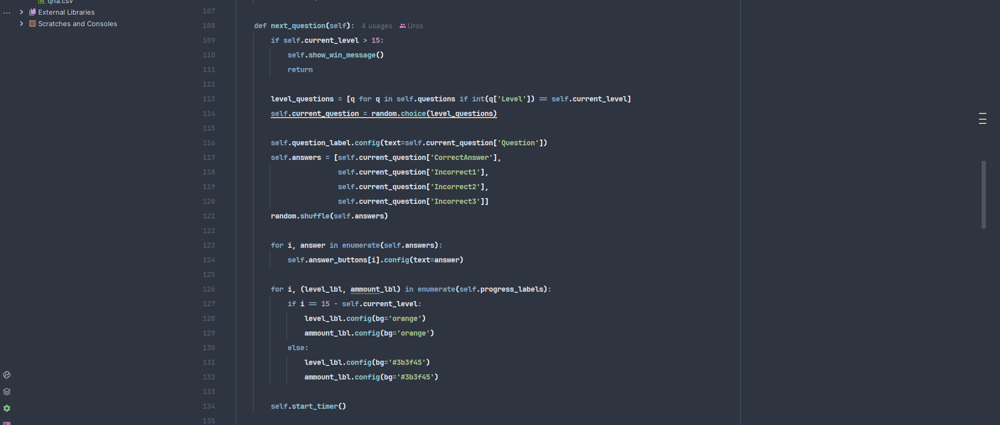 qna.csv
External Libraries
Scratches and Consoles
107
108 def next_question(self): 4 usages Uros
109 if self.current_level > 15:
110 self.show_win_message()
111 return
112
113 level_questions = [q for q in self.questions if int(q['Level']) == self.current_level]
114 self.current_question = random.choice(level_questions)
115
116 self.question_label.config(text=self.current_question['Question'])
117 self.answers = [self.current_question['CorrectAnswer'],
118 self.current_question['Incorrect1'],
119 self.current_question['Incorrect2'],
120 self.current_question['Incorrect3']]
121 random.shuffle(self.answers)
122
123 for i, answer in enumerate(self.answers):
124 self.answer_buttons[i].config(text=answer)
125
126 for i, (level_lbl, ammount_lbl) in enumerate(self.progress_labels):
127 if i == 15 - self.current_level:
128 level_lbl.config(bg='orange')
129 ammount_lbl.config(bg='orange')
130 else:
131 level_lbl.config(bg='#3b3f45')
132 ammount_lbl.config(bg='#3b3f45')
133
134 self.start_timer()
135